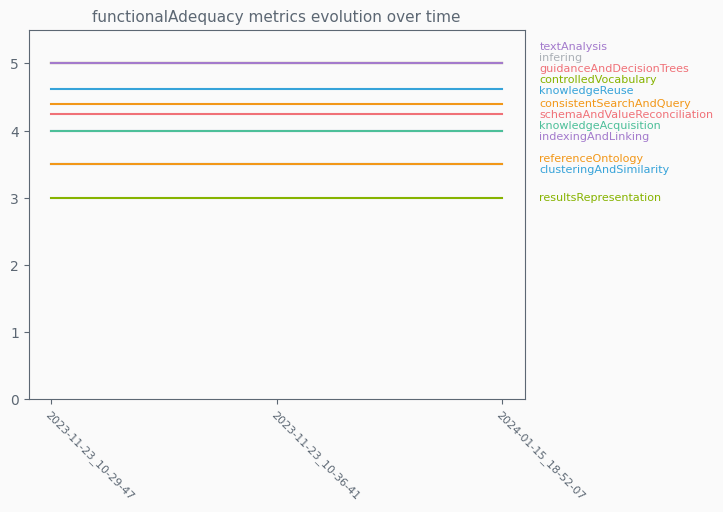 functionalAdequacy metrics evolution over time
5
4
3
2
1
0
2023-11-23_10-29-47
2023-11-23_10-36-41
2024-01-15_18-52-07
textAnalysis
infering
guidanceAndDecisionTrees
controlledVocabulary
knowledgeReuse
consistentSearchAndQuery
schemaAndValueReconciliation
knowledgeAcquisition
indexingAndLinking
referenceOntology
clusteringAndSimilarity
resultsRepresentation